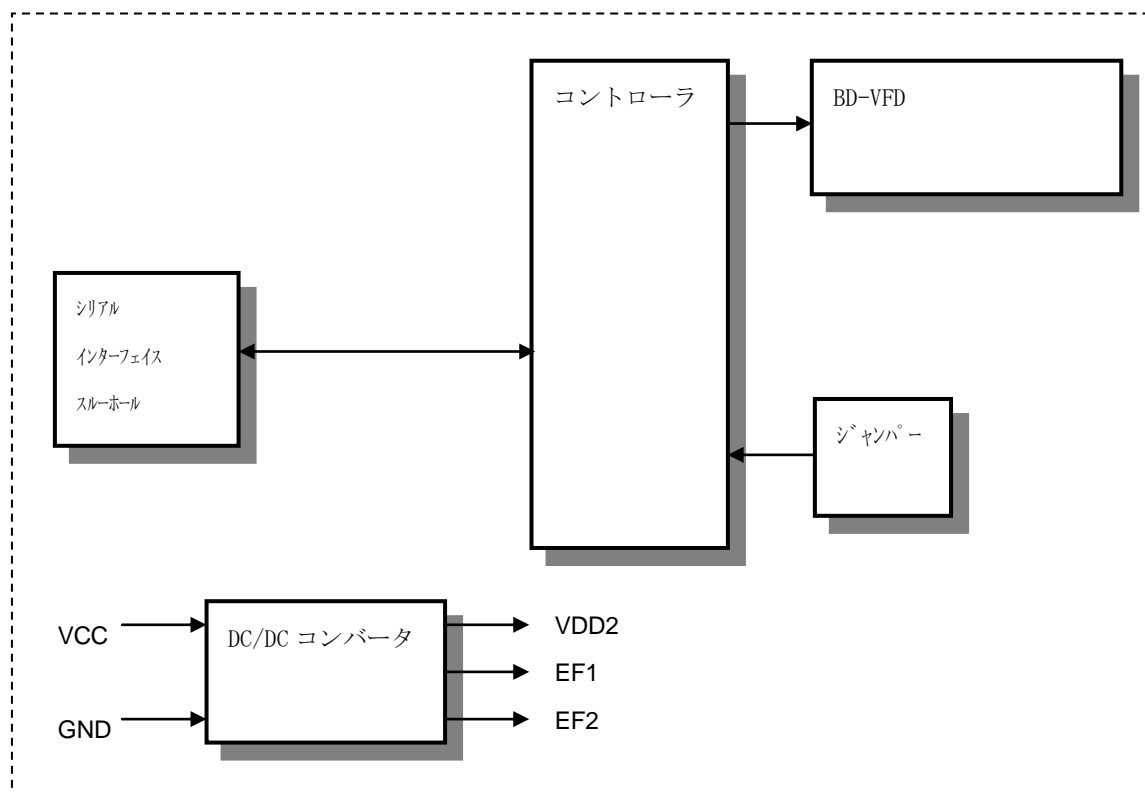 コントローラ
BD-VFD
シリアル
インターフェイス
スルーホール
ジャンパー
VCC
GND
DC/DC コンバータ
VDD2
EF1
EF2